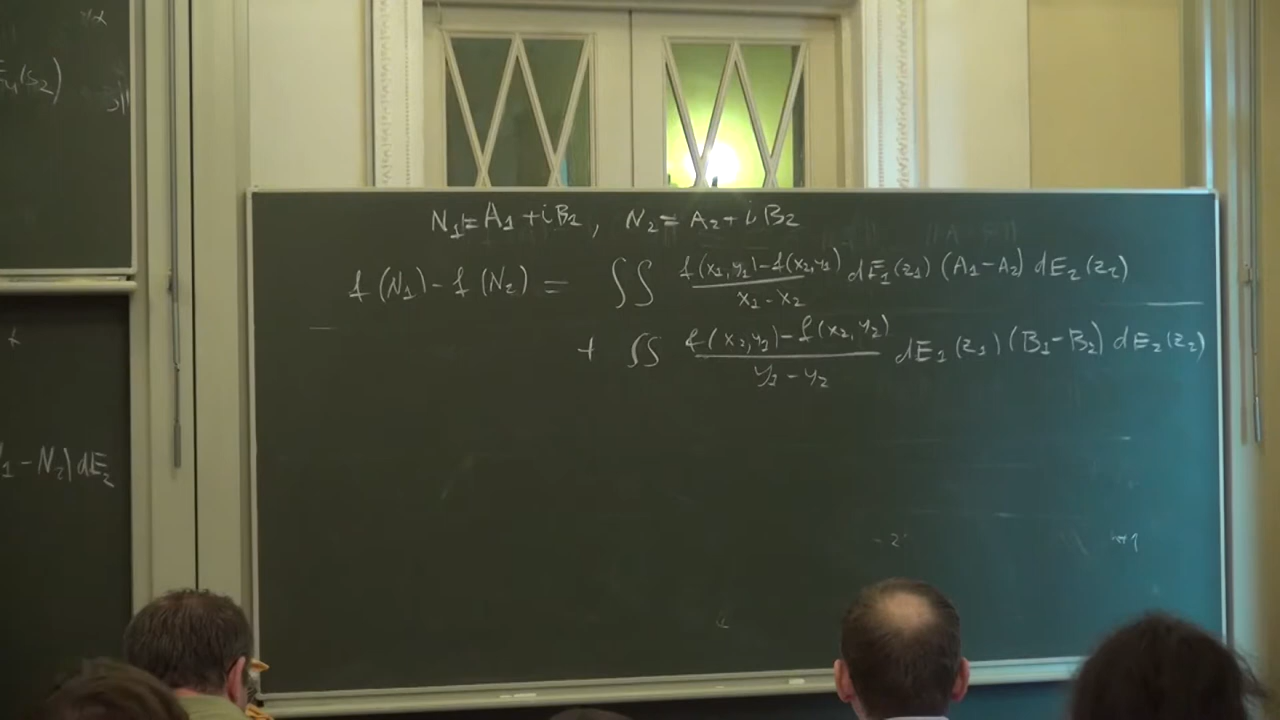 E₄(s₂)
1-N₂)dE₂
N₁=A₁+iB₂, N₂=A₂+iB₂
f(N₁)-f(N₂)= ∬ (f(x₁,y₁)-f(x₂,y₁))/(x₁-x₂) dE₁(z₁)(A₁-A₂)dE₂(z₂)
+ ∬ (f(x₂,y₁)-f(x₂,y₂))/(y₁-y₂) dE₁(z₁)(B₁-B₂)dE₂(z₂)